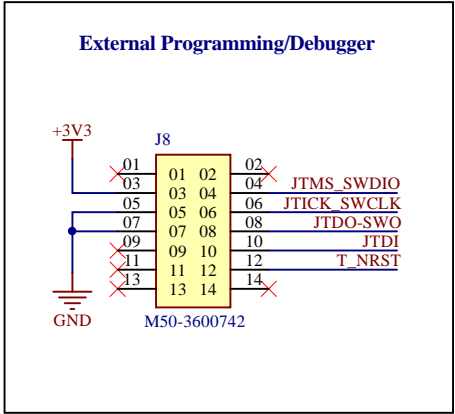 External Programming/Debugger
+3V3
J8
01 01 02 02
03 03 04 04 JTMS_SWDIO
05 05 06 06 JTICK_SWCLK
07 07 08 08 JTDO-SWO
09 09 10 10 JTDI
11 11 12 12 T_NRST
13 13 14 14
GND
M50-3600742